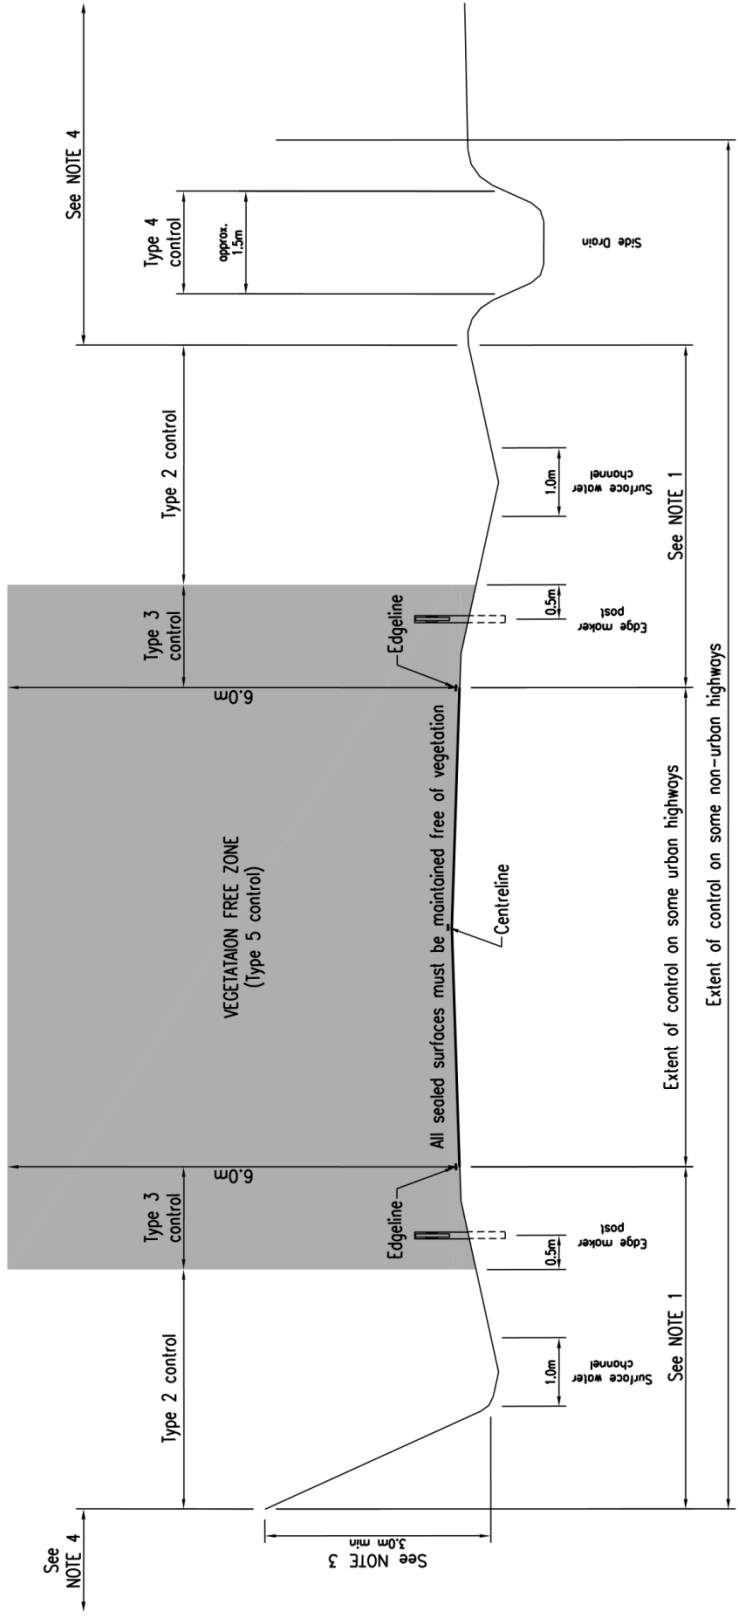 See
NOTE 4
See NOTE 4
Type 2 control
Type 3
control
Type 3
control
Type 2 control
Type 4
control
approx.
1.5m
VEGETATAION FREE ZONE
(Type 5 control)
6.0m
6.0m
See NOTE 3
3.0m min
Edgeline
All sealed surfaces must be maintained free of vegetation
Edgeline
Centreline
1.0m
Surface water
channel
0.5m
Edge maker
post
0.5m
Edge maker
post
1.0m
Surface water
channel
Side Drain
See NOTE 1
Extent of control on some urban highways
See NOTE 1
Extent of control on some non-urban highways